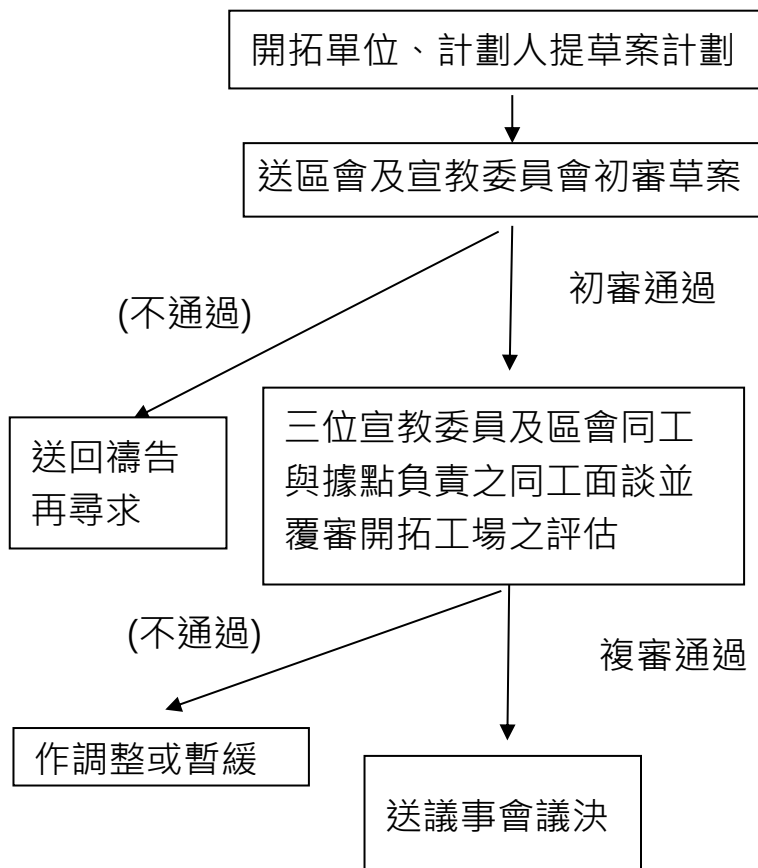 開拓單位、計劃人提草案計劃
送區會及宣教委員會初審草案
初審通過
(不通過)
三位宣教委員及區會同工
與據點負責之同工面談並
覆審開拓工場之評估
送回禱告
再尋求
(不通過)
複審通過
作調整或暫緩
送議事會議決